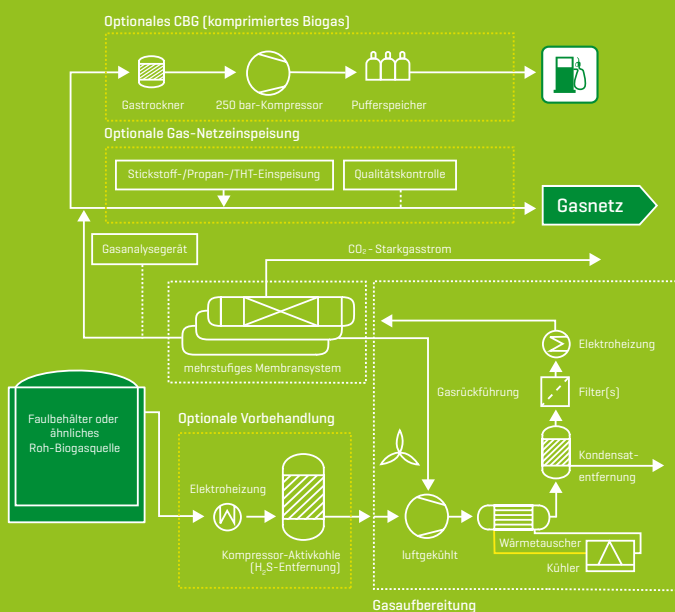 Optionales CBG (komprimiertes Biogas)
Gastrockner
250 bar-Kompressor
Pufferspeicher
Optionale Gas-Netzeinspeisung
Stickstoff-/Propan-/THT-Einspeisung
Qualitätskontrolle
Gasnetz
Gasanalysegerät
CO₂ - Starkgasstrom
mehrstufiges Membransystem
Elektroheizung
Gasrückführung
Filter(s)
Faulbehälter oder
ähnliches
Roh-Biogasquelle
Optionale Vorbehandlung
Kondensat-
entfernung
Elektroheizung
Kompressor-Aktivkohle
(H₂S-Entfernung)
luftgekühlt
Wärmetauscher
Kühler
Gasaufbereitung